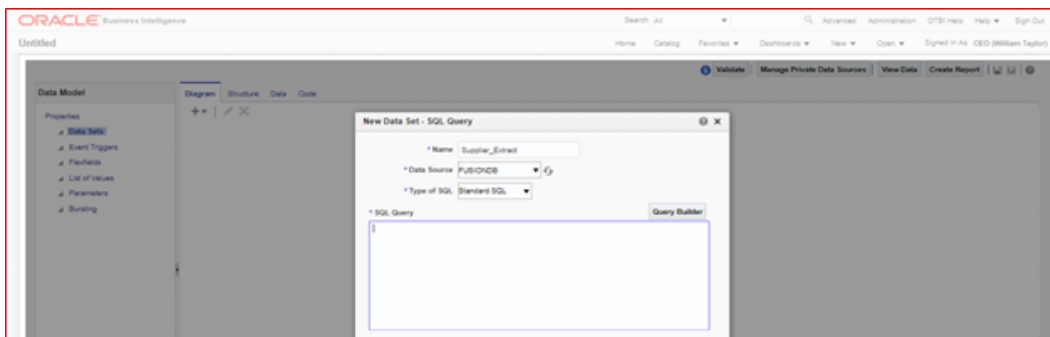 ORACLE Business Intelligence Search All Advanced Administration OTBI Help Help Sign Out
Untitled Home Catalog Favorites Dashboards New Open Signed In As CEO (William Taylor)
Validate Manage Private Data Sources View Data Create Report
Data Model Diagram Structure Data Code
Properties
Data Sets
Event Triggers
Flexfields
List of Values
Parameters
Bursting
New Data Set - SQL Query
* Name Supplier_Extract
* Data Source FUSIONDB
* Type of SQL Standard SQL
* SQL Query Query Builder